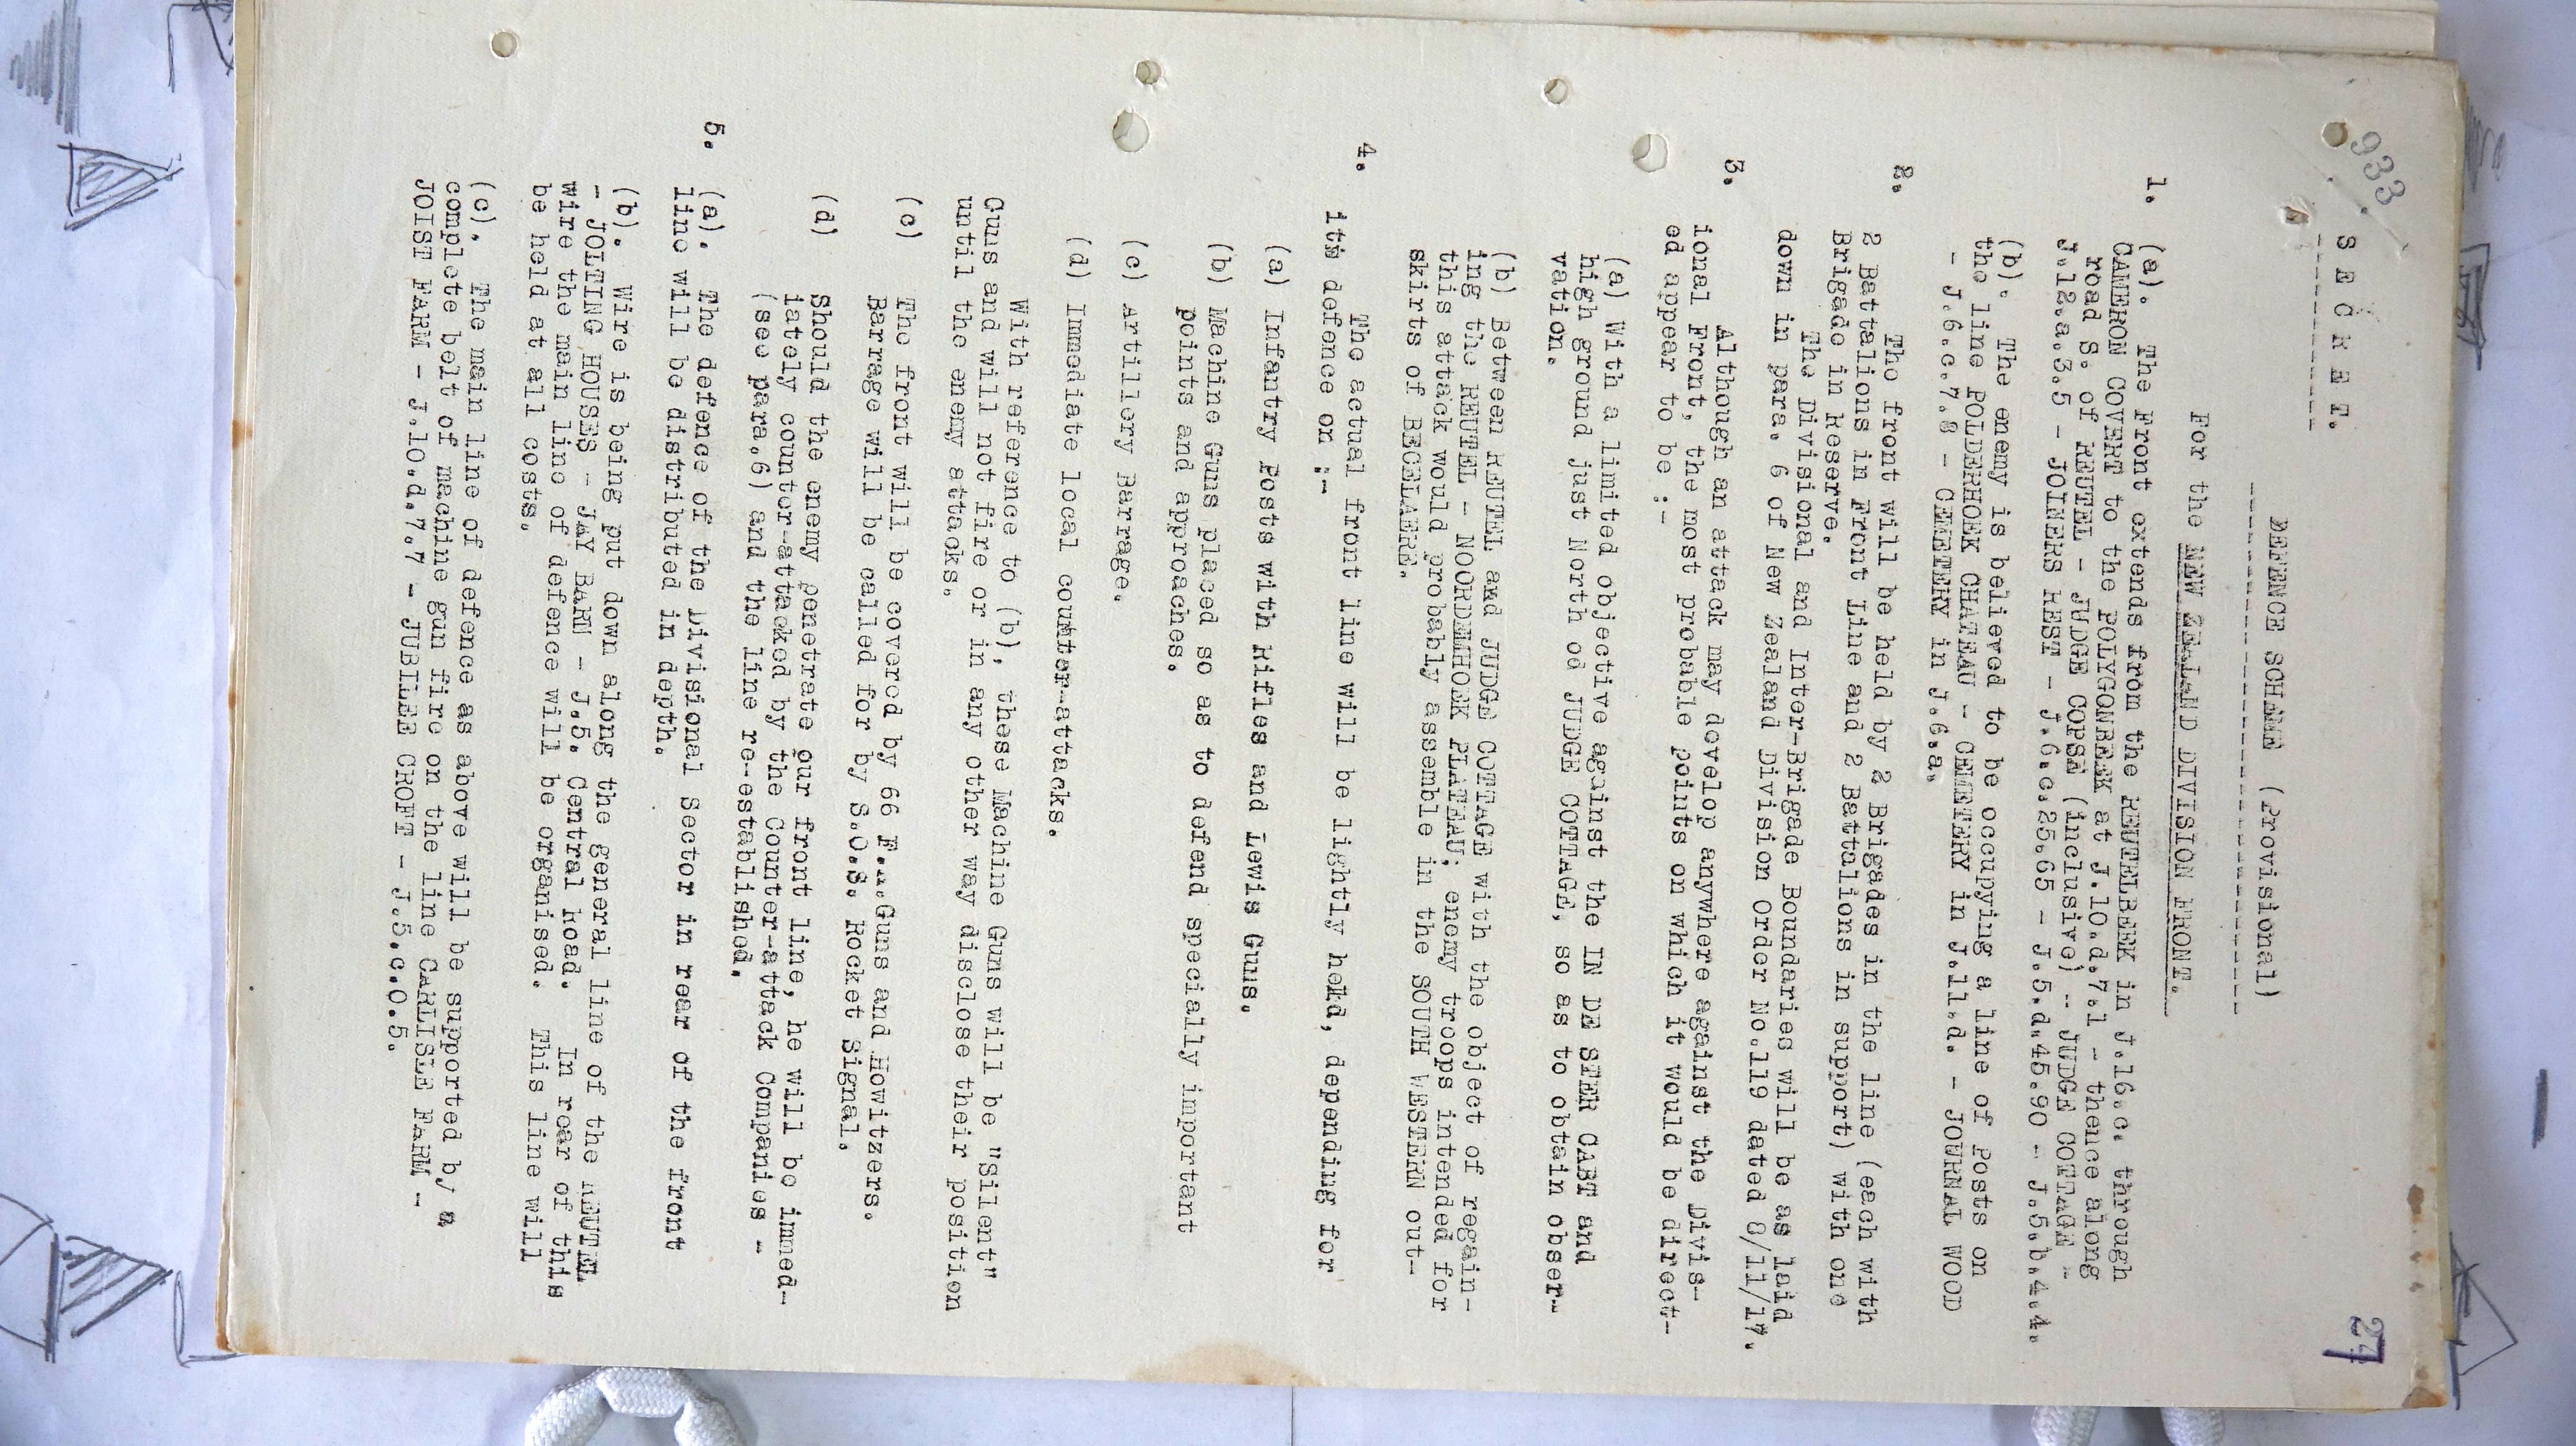 933
27
S E C R E T.
DEFENCE SCHEME (Provisional)
For the NEW ZEALAND DIVISION FRONT.
1. (a). The Front extends from the REUTELBEEK in J.16.c. through
CAMERON COVERT to the POLYGONBEEK at J.10.d.7.1 - thence along
road S. of REUTEL - JUDGE COPSE (inclusive) - JUDGE COTTAGE -
J.12.a.3.5 - JOINERS REST - J.6.c.25.65 - J.5.d.45.90 - J.5.b.4.4.
(b). The enemy is believed to be occupying a line of Posts on
the line POLDERHOEK CHATEAU - CEMETERY in J.11.d. - JOURNAL WOOD
- J.6.c.7.8 - CEMETERY in J.6.a.
2. The front will be held by 2 Brigades in the line (each with
2 Battalions in Front Line and 2 Battalions in support) with one
Brigade in Reserve.
The Divisional and Inter-Brigade Boundaries will be as laid
down in para. 6 of New Zealand Division Order No.119 dated 8/11/17.
3. Although an attack may develop anywhere against the Divis-
ional Front, the most probable points on which it would be direct-
ed appear to be :-
(a) With a limited objective against the IN DE STER CABT and
high ground just North od JUDGE COTTAGE, so as to obtain obser-
vation.
(b) Between REUTEL and JUDGE COTTAGE with the object of regain-
ing the REUTEL - NOORDEMHOEK PLATEAU; enemy troops intended for
this attack would probably assemble in the SOUTH WESTERN out-
skirts of BECELAERE.
4. The actual front line will be lightly held, depending for
its defence on :-
(a) Infantry Posts with Rifles and Lewis Guns.
(b) Machine Guns placed so as to defend specially important
points and approaches.
(c) Artillery Barrage.
(d) Immediate local counter-attacks.
With reference to (b), these Machine Guns will be "Silent"
Guns and will not fire or in any other way disclose their position
until the enemy attacks.
(c) The front will be covered by 66 F.A.Guns and Howitzers.
Barrage will be called for by S.O.S. Rocket Signal.
(d) Should the enemy penetrate our front line, he will be immed-
iately counter-attacked by the Counter-attack Companies -
(see para.6) and the line re-established.
5. (a). The defence of the Divisional Sector in rear of the front
line will be distributed in depth.
(b). Wire is being put down along the general line of the REUTEL
- JOLTING HOUSES - JAY BARN - J.5. Central Road. In rear of this
wire the main line of defence will be organised. This line will
be held at all costs.
(c). The main line of defence as above will be supported by a
complete belt of machine gun fire on the line CARLISLE FARM -
JOIST FARM - J.10.d.7.7 - JUBILEE CROFT - J.5.c.0.5.